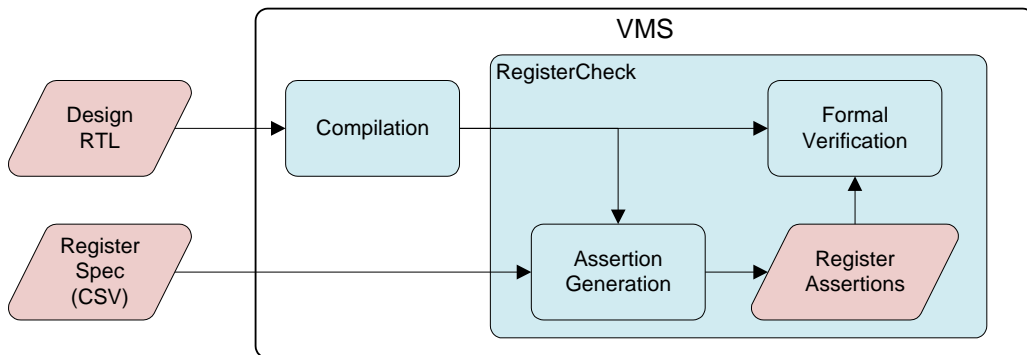 VMS
RegisterCheck
Design
RTL
Compilation
Formal
Verification
Register
Spec
(CSV)
Assertion
Generation
Register
Assertions